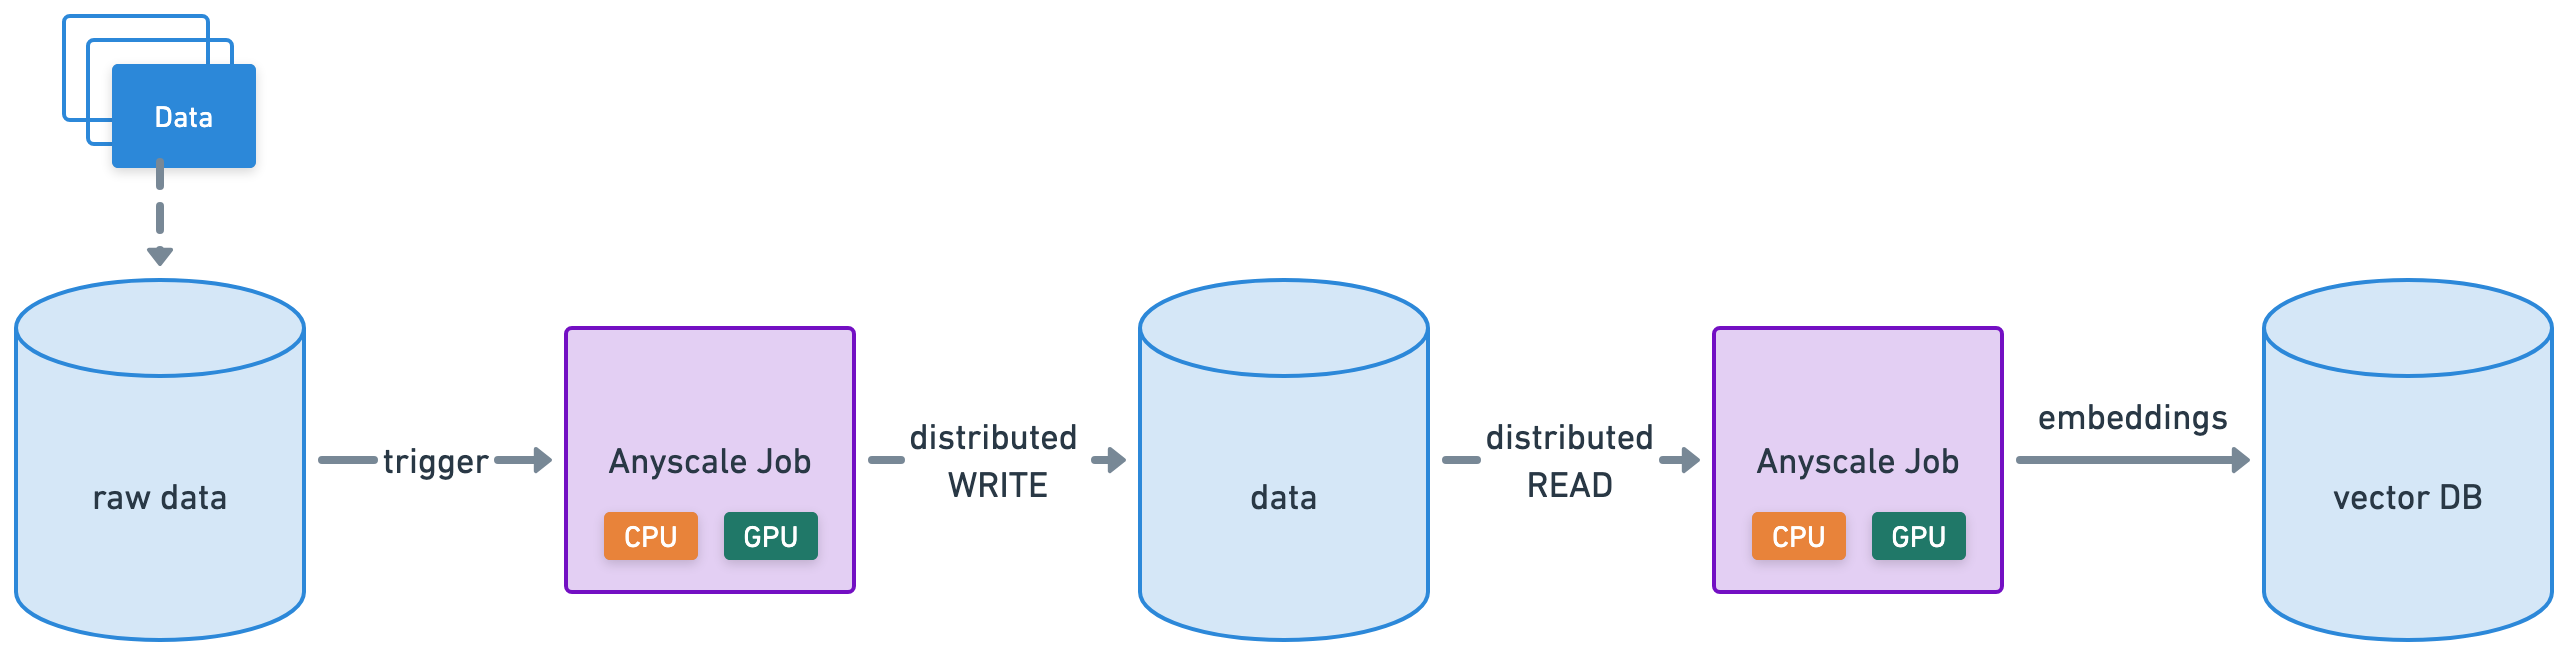 Data
raw data
trigger
Anyscale Job
CPU
GPU
distributed
WRITE
data
distributed
READ
Anyscale Job
CPU
GPU
embeddings
vector DB